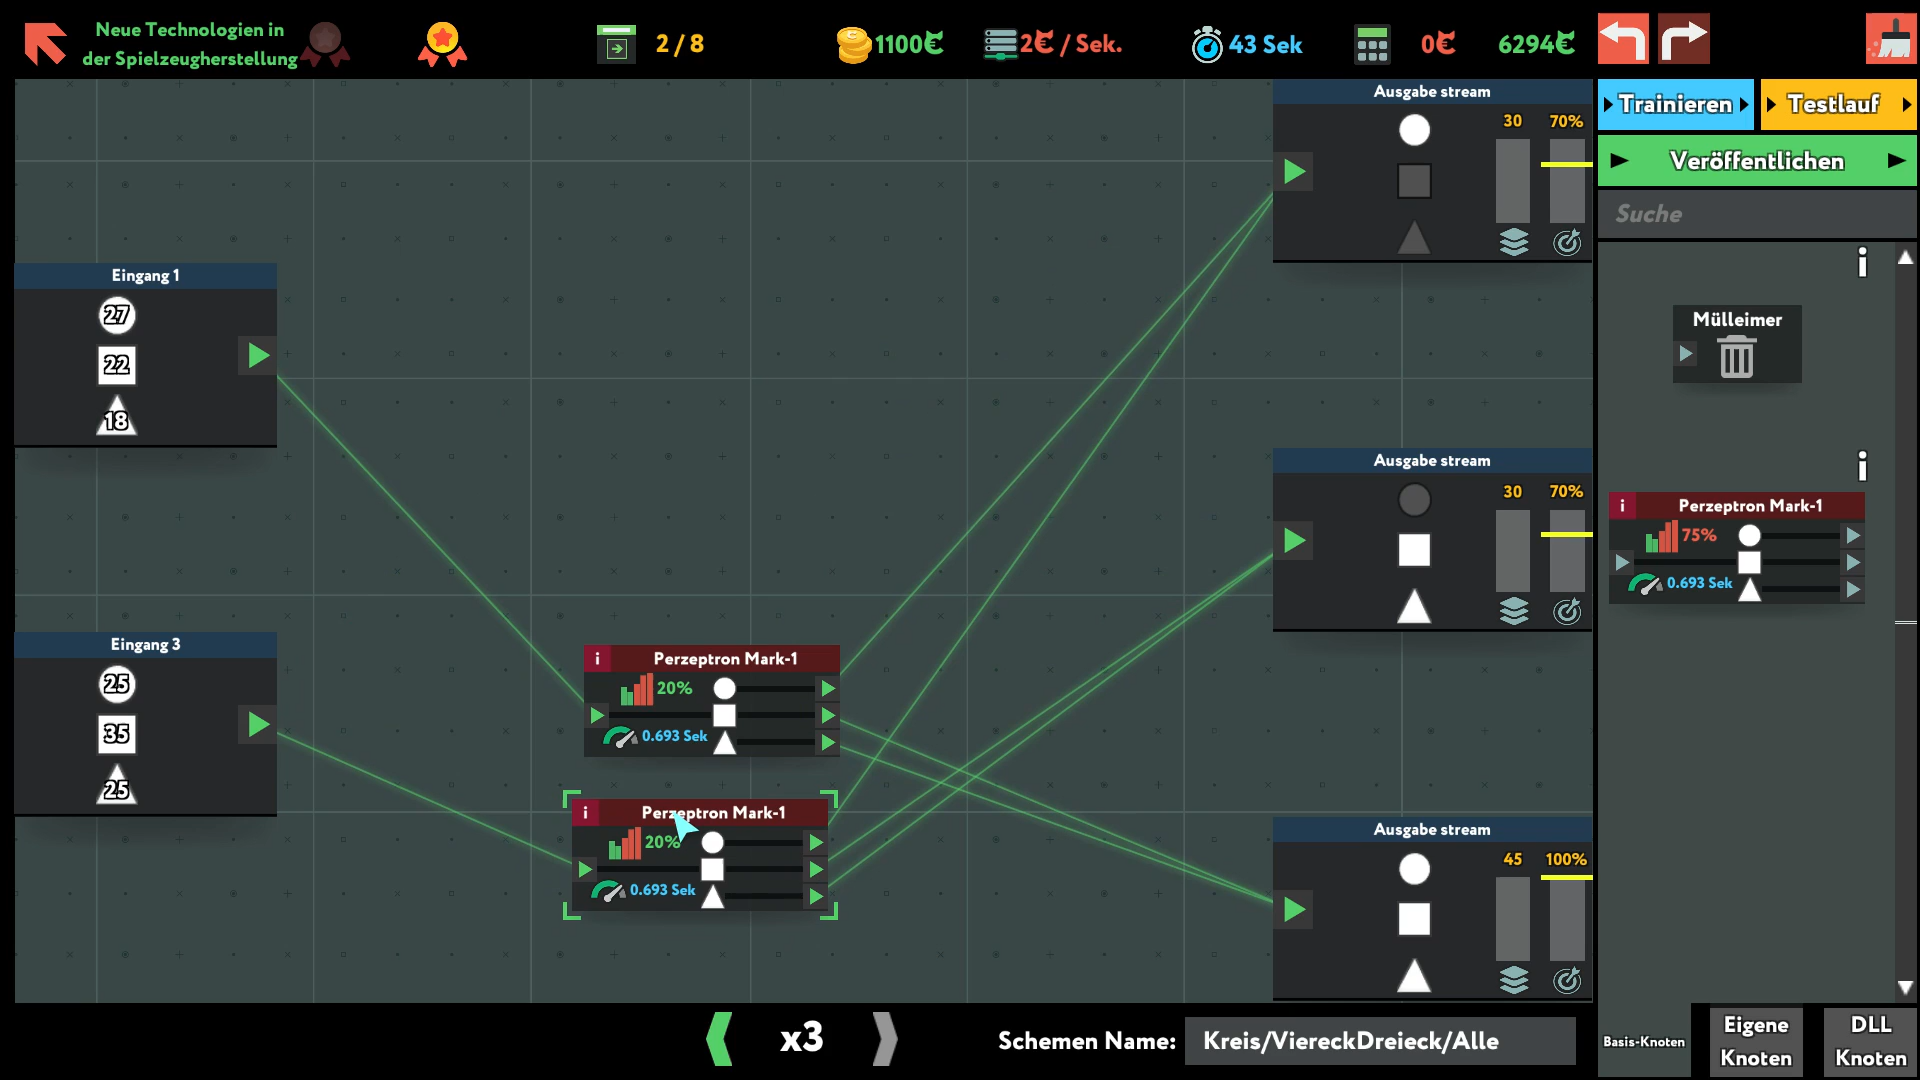 Neue Technologien in
der Spielzeugherstellung
2 / 8
1100€
2€ / Sek.
43 Sek
0€
6294€
Trainieren
Testlauf
Veröffentlichen
Suche
Mülleimer
Perzeptron Mark-1
75%
0.693 Sek
Ausgabe stream
30 70%
Eingang 1
27
22
18
Ausgabe stream
30 70%
Eingang 3
25
35
25
Perzeptron Mark-1
20%
0.693 Sek
Perzeptron Mark-1
20%
0.693 Sek
Ausgabe stream
45 100%
x3
Schemen Name: Kreis/ViereckDreieck/Alle
Basis-Knoten
Eigene
Knoten
DLL
Knoten